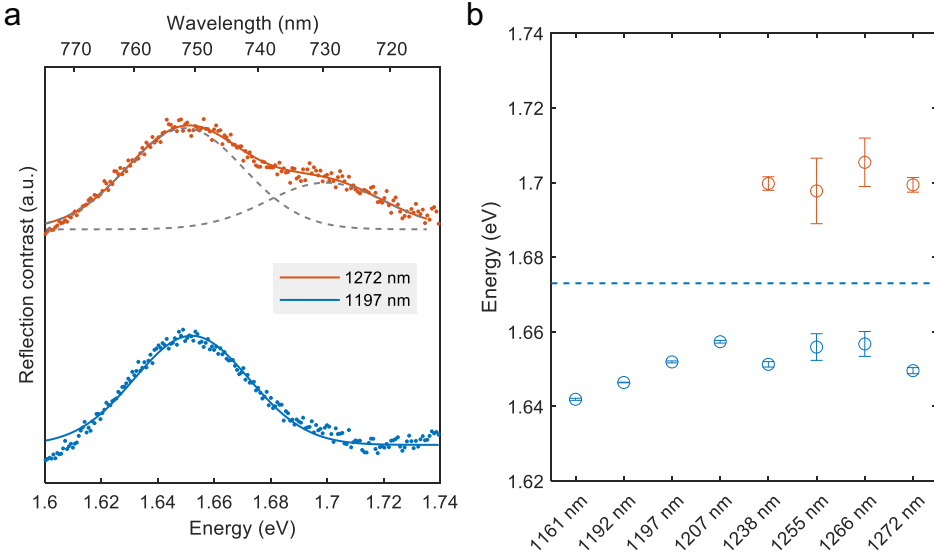 a
Wavelength (nm)
770 760 750 740 730 720
Reflection contrast (a.u.)
1272 nm
1197 nm
1.6 1.62 1.64 1.66 1.68 1.7 1.72 1.74
Energy (eV)
b
1.74
1.72
1.7
1.68
1.66
1.64
1.62
Energy (eV)
1161 nm
1192 nm
1197 nm
1207 nm
1238 nm
1255 nm
1266 nm
1272 nm